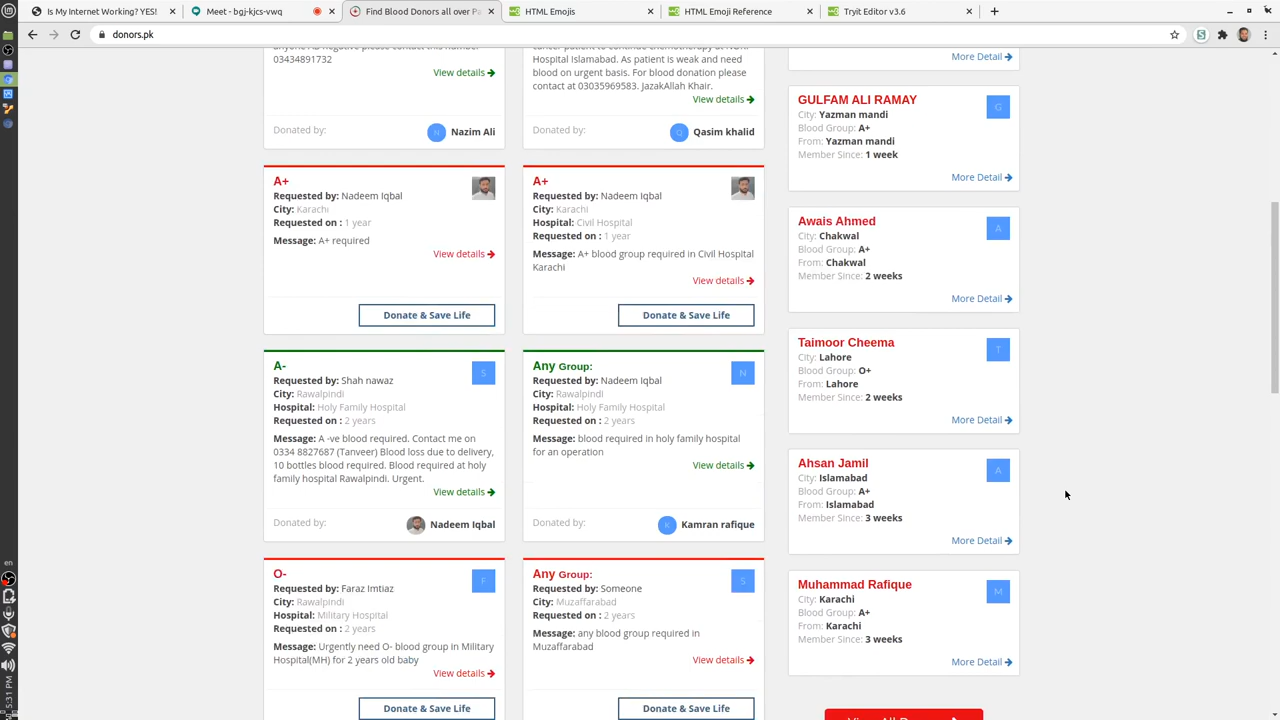 Is My Internet Working? YES!
Meet - bgj-kjcs-vwq
Find Blood Donors all over Pa
HTML Emojis
HTML Emoji Reference
Tryit Editor v3.6
donors.pk
03434891732
View details
Donated by:
N
Nazim Ali
cancer patient to continue chemotherapy at NORI
Hospital Islamabad. As patient is weak and need
blood on urgent basis. For blood donation please
contact at 03035969583. JazakAllah Khair.
View details
Donated by:
Q
Qasim khalid
A+
Requested by: Nadeem Iqbal
City: Karachi
Requested on : 1 year
Message: A+ required
View details
Donate & Save Life
A+
Requested by: Nadeem Iqbal
City: Karachi
Hospital: Civil Hospital
Requested on : 1 year
Message: A+ blood group required in Civil Hospital
Karachi
View details
Donate & Save Life
A-
S
Requested by: Shah nawaz
City: Rawalpindi
Hospital: Holy Family Hospital
Requested on : 2 years
Message: A -ve blood required. Contact me on
0334 8827687 (Tanveer) Blood loss due to delivery,
10 bottles blood required. Blood required at holy
family hospital Rawalpindi. Urgent.
View details
Donated by:
Nadeem Iqbal
Any Group:
N
Requested by: Nadeem Iqbal
City: Rawalpindi
Hospital: Holy Family Hospital
Requested on : 2 years
Message: blood required in holy family hospital
for an operation
View details
Donated by:
K
Kamran rafique
O-
F
Requested by: Faraz Imtiaz
City: Rawalpindi
Hospital: Military Hospital
Requested on : 2 years
Message: Urgently need O- blood group in Military
Hospital(MH) for 2 years old baby
View details
Donate & Save Life
Any Group:
S
Requested by: Someone
City: Muzaffarabad
Requested on : 2 years
Message: any blood group required in
Muzaffarabad
View details
Donate & Save Life
More Detail
GULFAM ALI RAMAY
G
City: Yazman mandi
Blood Group: A+
From: Yazman mandi
Member Since: 1 week
More Detail
Awais Ahmed
A
City: Chakwal
Blood Group: A+
From: Chakwal
Member Since: 2 weeks
More Detail
Taimoor Cheema
T
City: Lahore
Blood Group: O+
From: Lahore
Member Since: 2 weeks
More Detail
Ahsan Jamil
A
City: Islamabad
Blood Group: A+
From: Islamabad
Member Since: 3 weeks
More Detail
Muhammad Rafique
M
City: Karachi
Blood Group: A+
From: Karachi
Member Since: 3 weeks
More Detail
en
5:31 PM